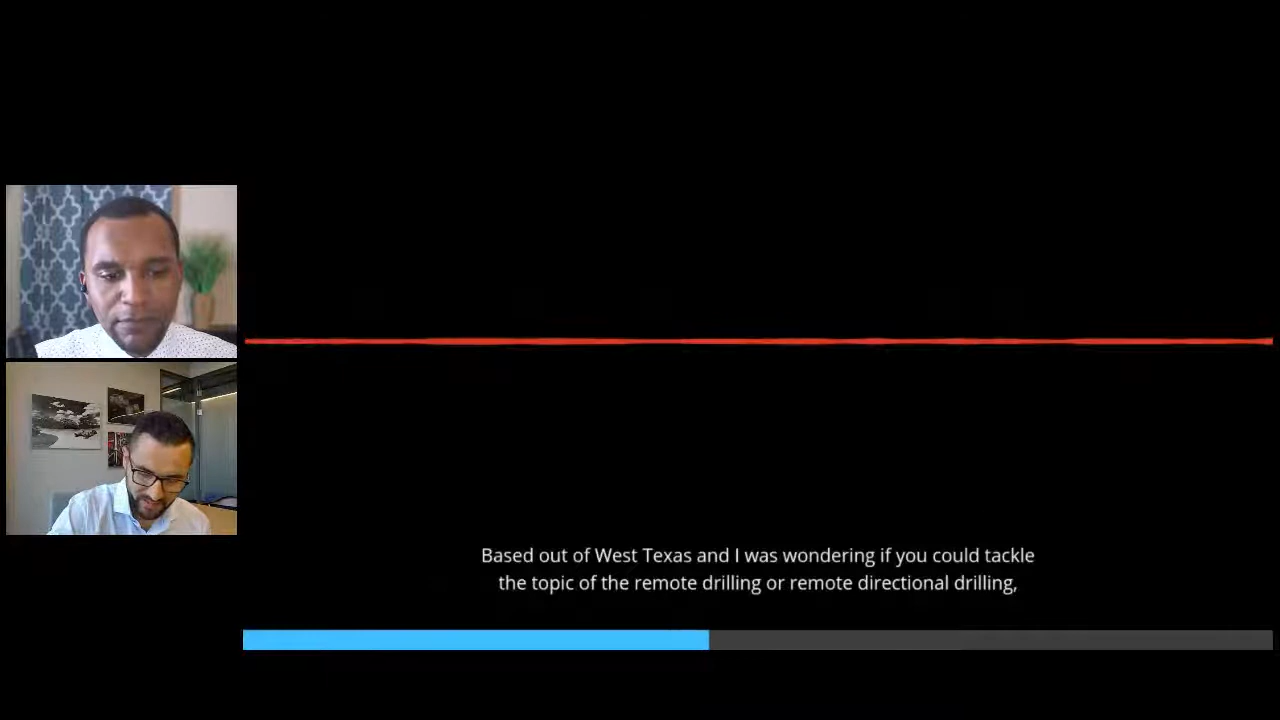 Based out of West Texas and I was wondering if you could tackle
the topic of the remote drilling or remote directional drilling,